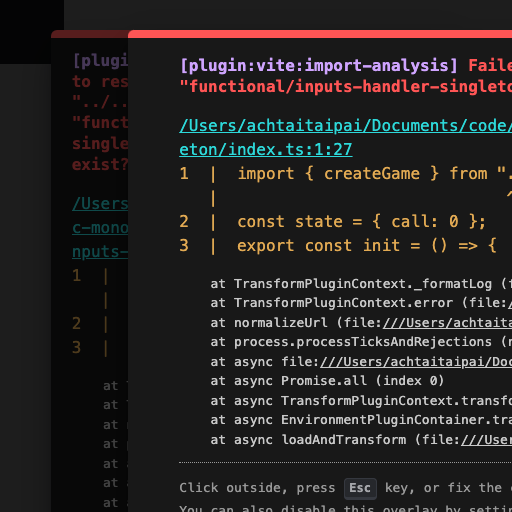 [plugin:vite:import-analysis] Faile
"functional/inputs-handler-singleto
/Users/achtaitaipai/Documents/code/
eton/index.ts:1:27
1 | import { createGame } from ".
| ^
2 | const state = { call: 0 };
3 | export const init = () => {
at TransformPluginContext._formatLog (f
at TransformPluginContext.error (file:/
at normalizeUrl (file:///Users/achtaita
at process.processTicksAndRejections (n
at async file:///Users/achtaitaipai/Doc
at async Promise.all (index 0)
at async TransformPluginContext.transfo
at async EnvironmentPluginContainer.tra
at async loadAndTransform (file:///User
Click outside, press Esc key, or fix the
You can also disable this overlay by settin
[plugin
to res
"../..
"funct
single
exist?
/Users
c-mono
nputs-
1 |
|
2 |
3 |
at
at
at
at
at
at
at